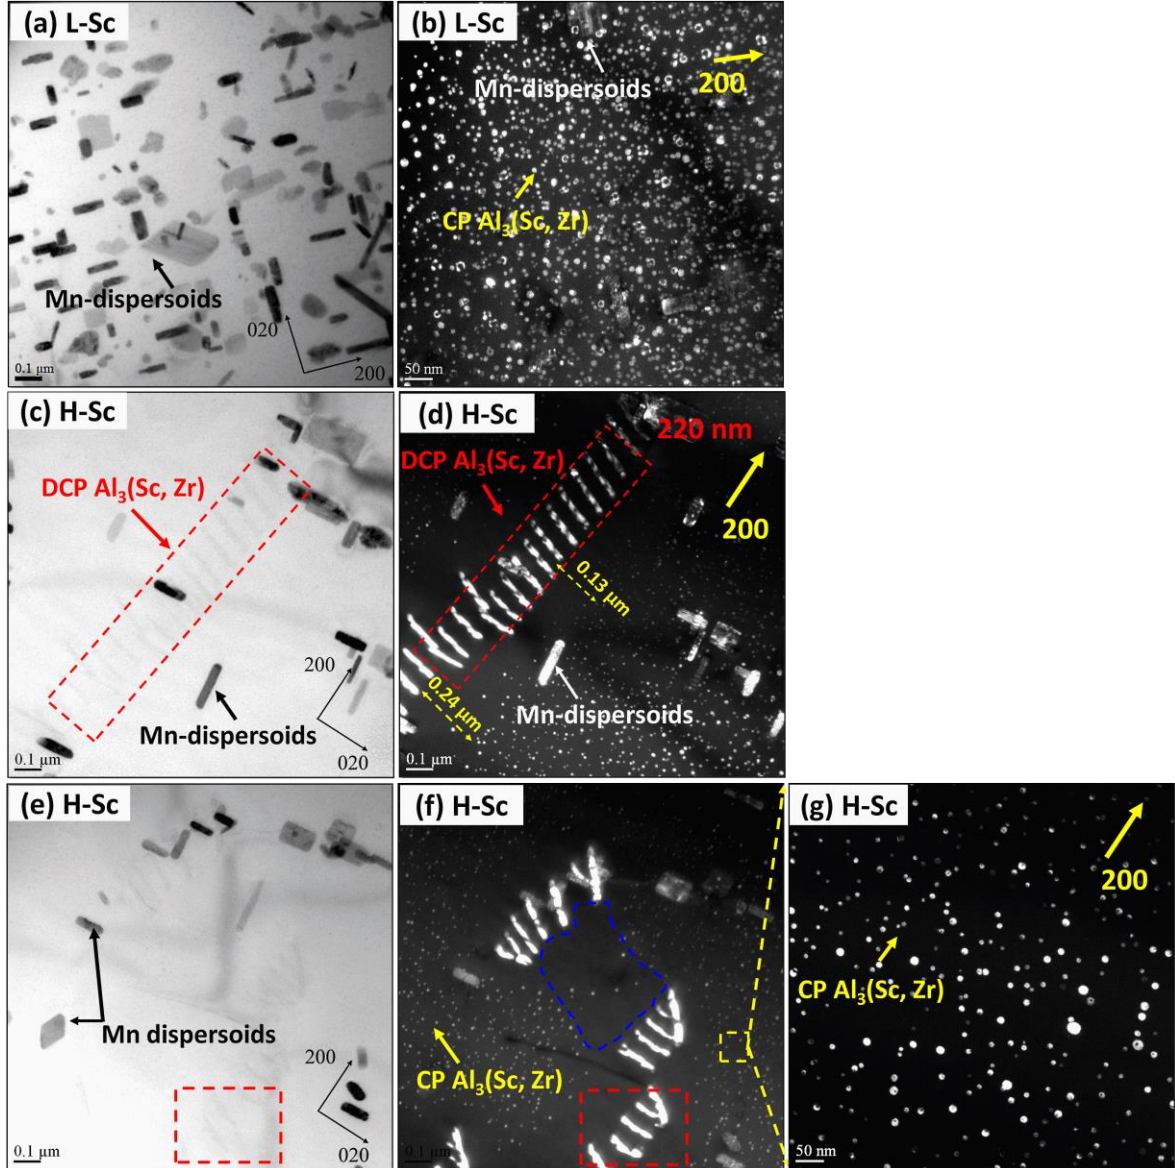 (a) L-Sc
Mn-dispersoids
020
200
0.1 µm
(b) L-Sc
Mn-dispersoids
200
CP Al₃(Sc, Zr)
50 nm
(c) H-Sc
DCP Al₃(Sc, Zr)
200
Mn-dispersoids
020
0.1 µm
(d) H-Sc
220 nm
DCP Al₃(Sc, Zr)
200
0.13 µm
0.24 µm
Mn-dispersoids
0.1 µm
(e) H-Sc
Mn dispersoids
200
020
0.1 µm
(f) H-Sc
CP Al₃(Sc, Zr)
0.1 µm
(g) H-Sc
200
CP Al₃(Sc, Zr)
50 nm